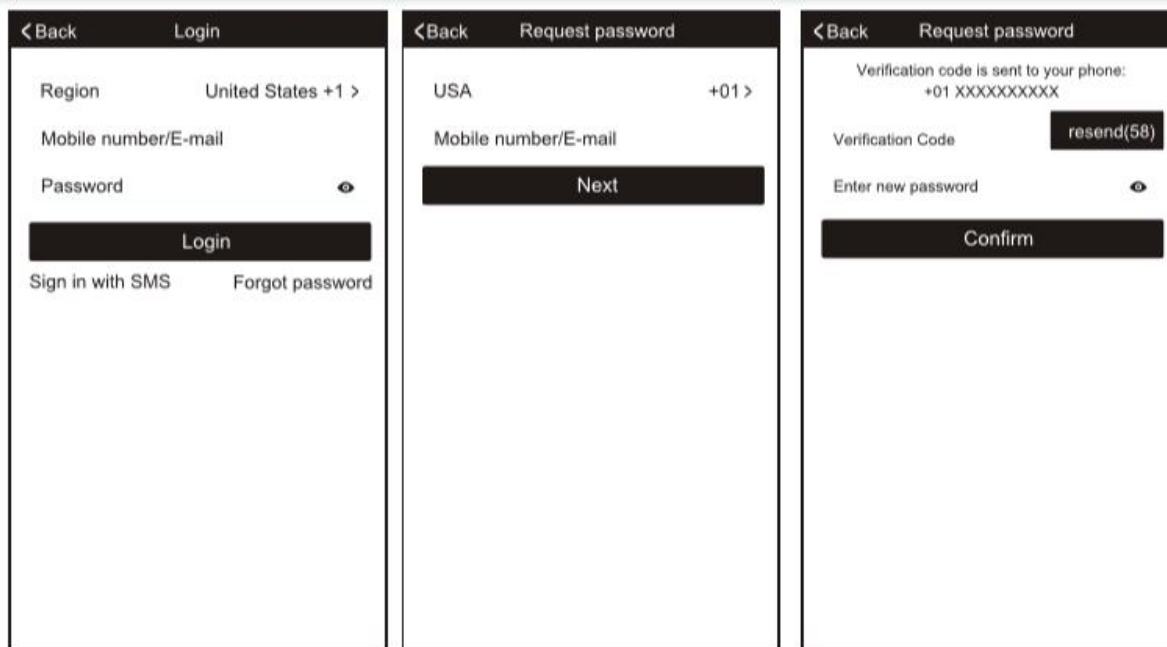 Back Login
Region United States +1 >
Mobile number/E-mail
Password
Login
Sign in with SMS Forgot password
Back Request password
USA +01 >
Mobile number/E-mail
Next
Back Request password
Verification code is sent to your phone:
+01 XXXXXXXXXX
Verification Code resend(58)
Enter new password
Confirm